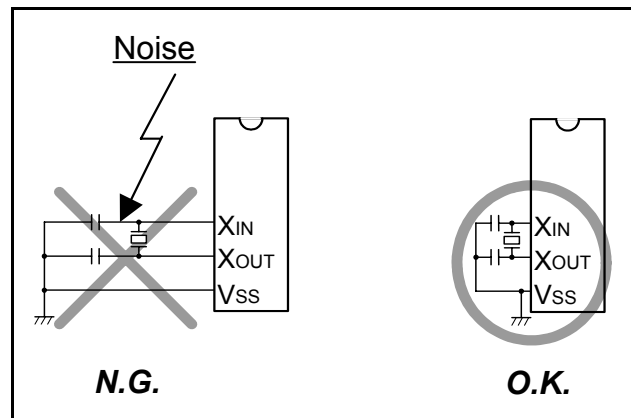 Noise
XIN
XOUT
VSS
N.G.
XIN
XOUT
VSS
O.K.